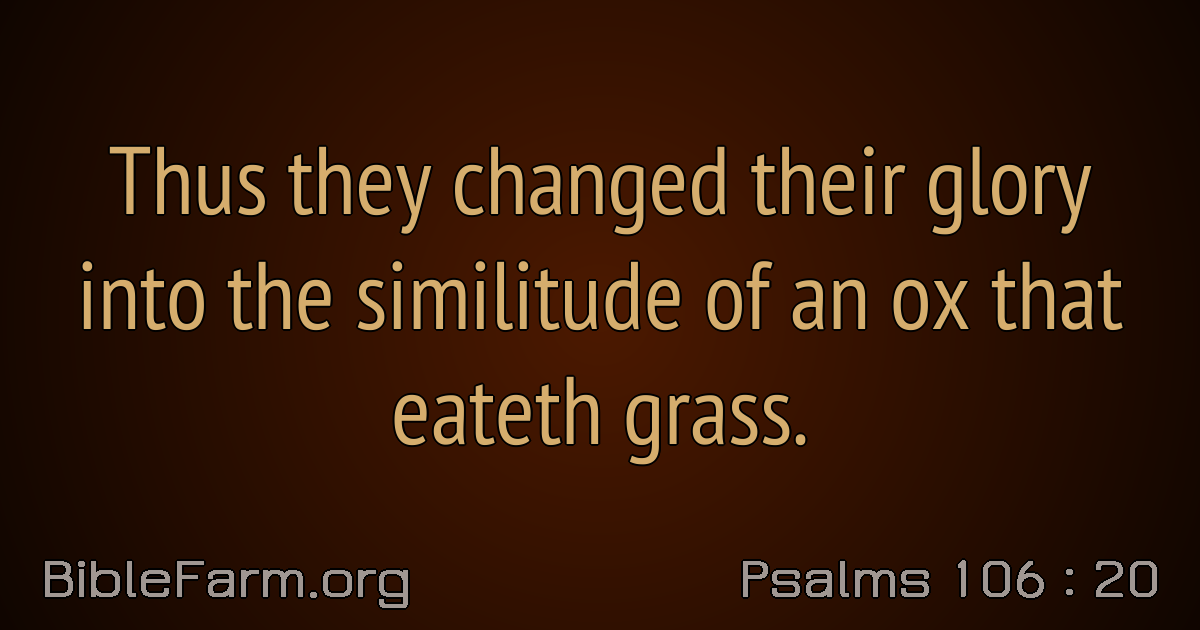 Thus they changed their glory
into the similitude of an ox that
eateth grass.
BibleFarm.org
Psalms 106 : 20